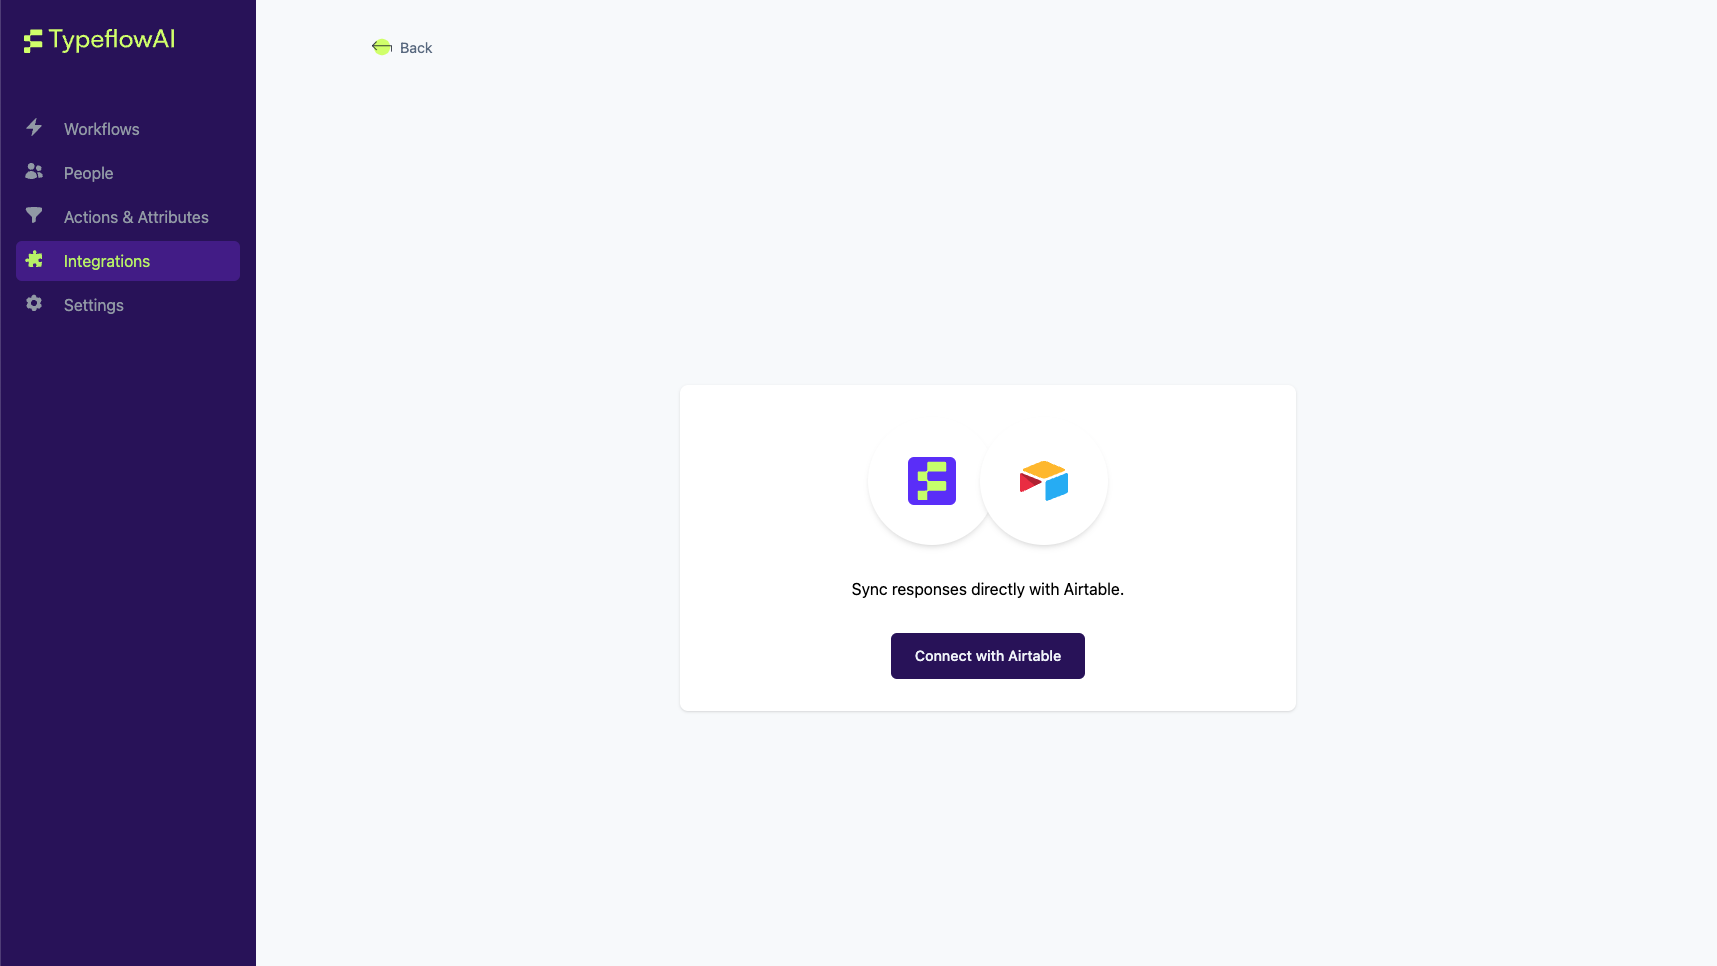 TypeflowAI
Workflows
People
Actions & Attributes
Integrations
Settings
Back
Sync responses directly with Airtable.
Connect with Airtable